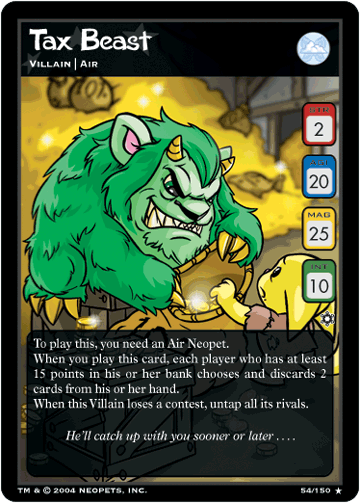 Tax Beast
VILLAIN | AIR
STR
2
AGI
20
MAG
25
INT
10
To play this, you need an Air Neopet.
When you play this card, each player who has at least
15 points in his or her bank chooses and discards 2
cards from his or her hand.
When this Villain loses a contest, untap all its rivals.
He'll catch up with you sooner or later . . . .
TM & © 2004 NEOPETS, INC.
54/150 ★